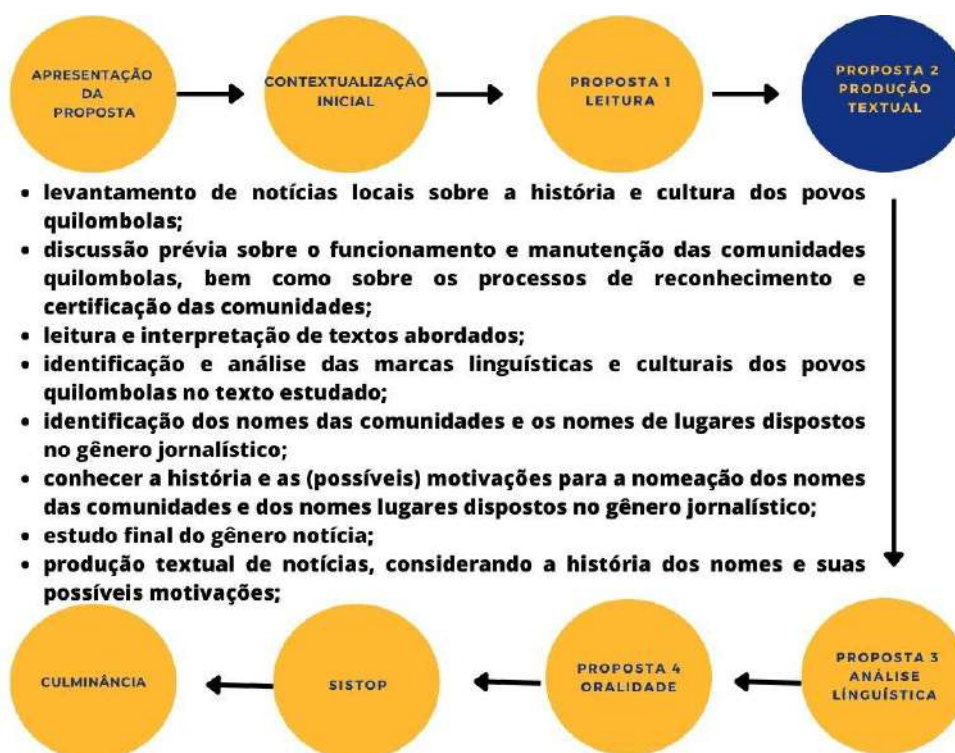 APRESENTAÇÃO
DA
PROPOSTA
CONTEXTUALIZAÇÃO
INICIAL
PROPOSTA 1
LEITURA
PROPOSTA 2
PRODUÇÃO
TEXTUAL
• levantamento de notícias locais sobre a história e cultura dos povos
quilombolas;
• discussão prévia sobre o funcionamento e manutenção das comunidades
quilombolas, bem como sobre os processos de reconhecimento e
certificação das comunidades;
• leitura e interpretação de textos abordados;
• identificação e análise das marcas linguísticas e culturais dos povos
quilombolas no texto estudado;
• identificação dos nomes das comunidades e os nomes de lugares dispostos
no gênero jornalístico;
• conhecer a história e as (possíveis) motivações para a nomeação dos nomes
das comunidades e dos nomes lugares dispostos no gênero jornalístico;
• estudo final do gênero notícia;
• produção textual de notícias, considerando a história dos nomes e suas
possíveis motivações;
CULMINÂNCIA
SISTOP
PROPOSTA 4
ORALIDADE
PROPOSTA 3
ANÁLISE
LÍNGUÍSTICA